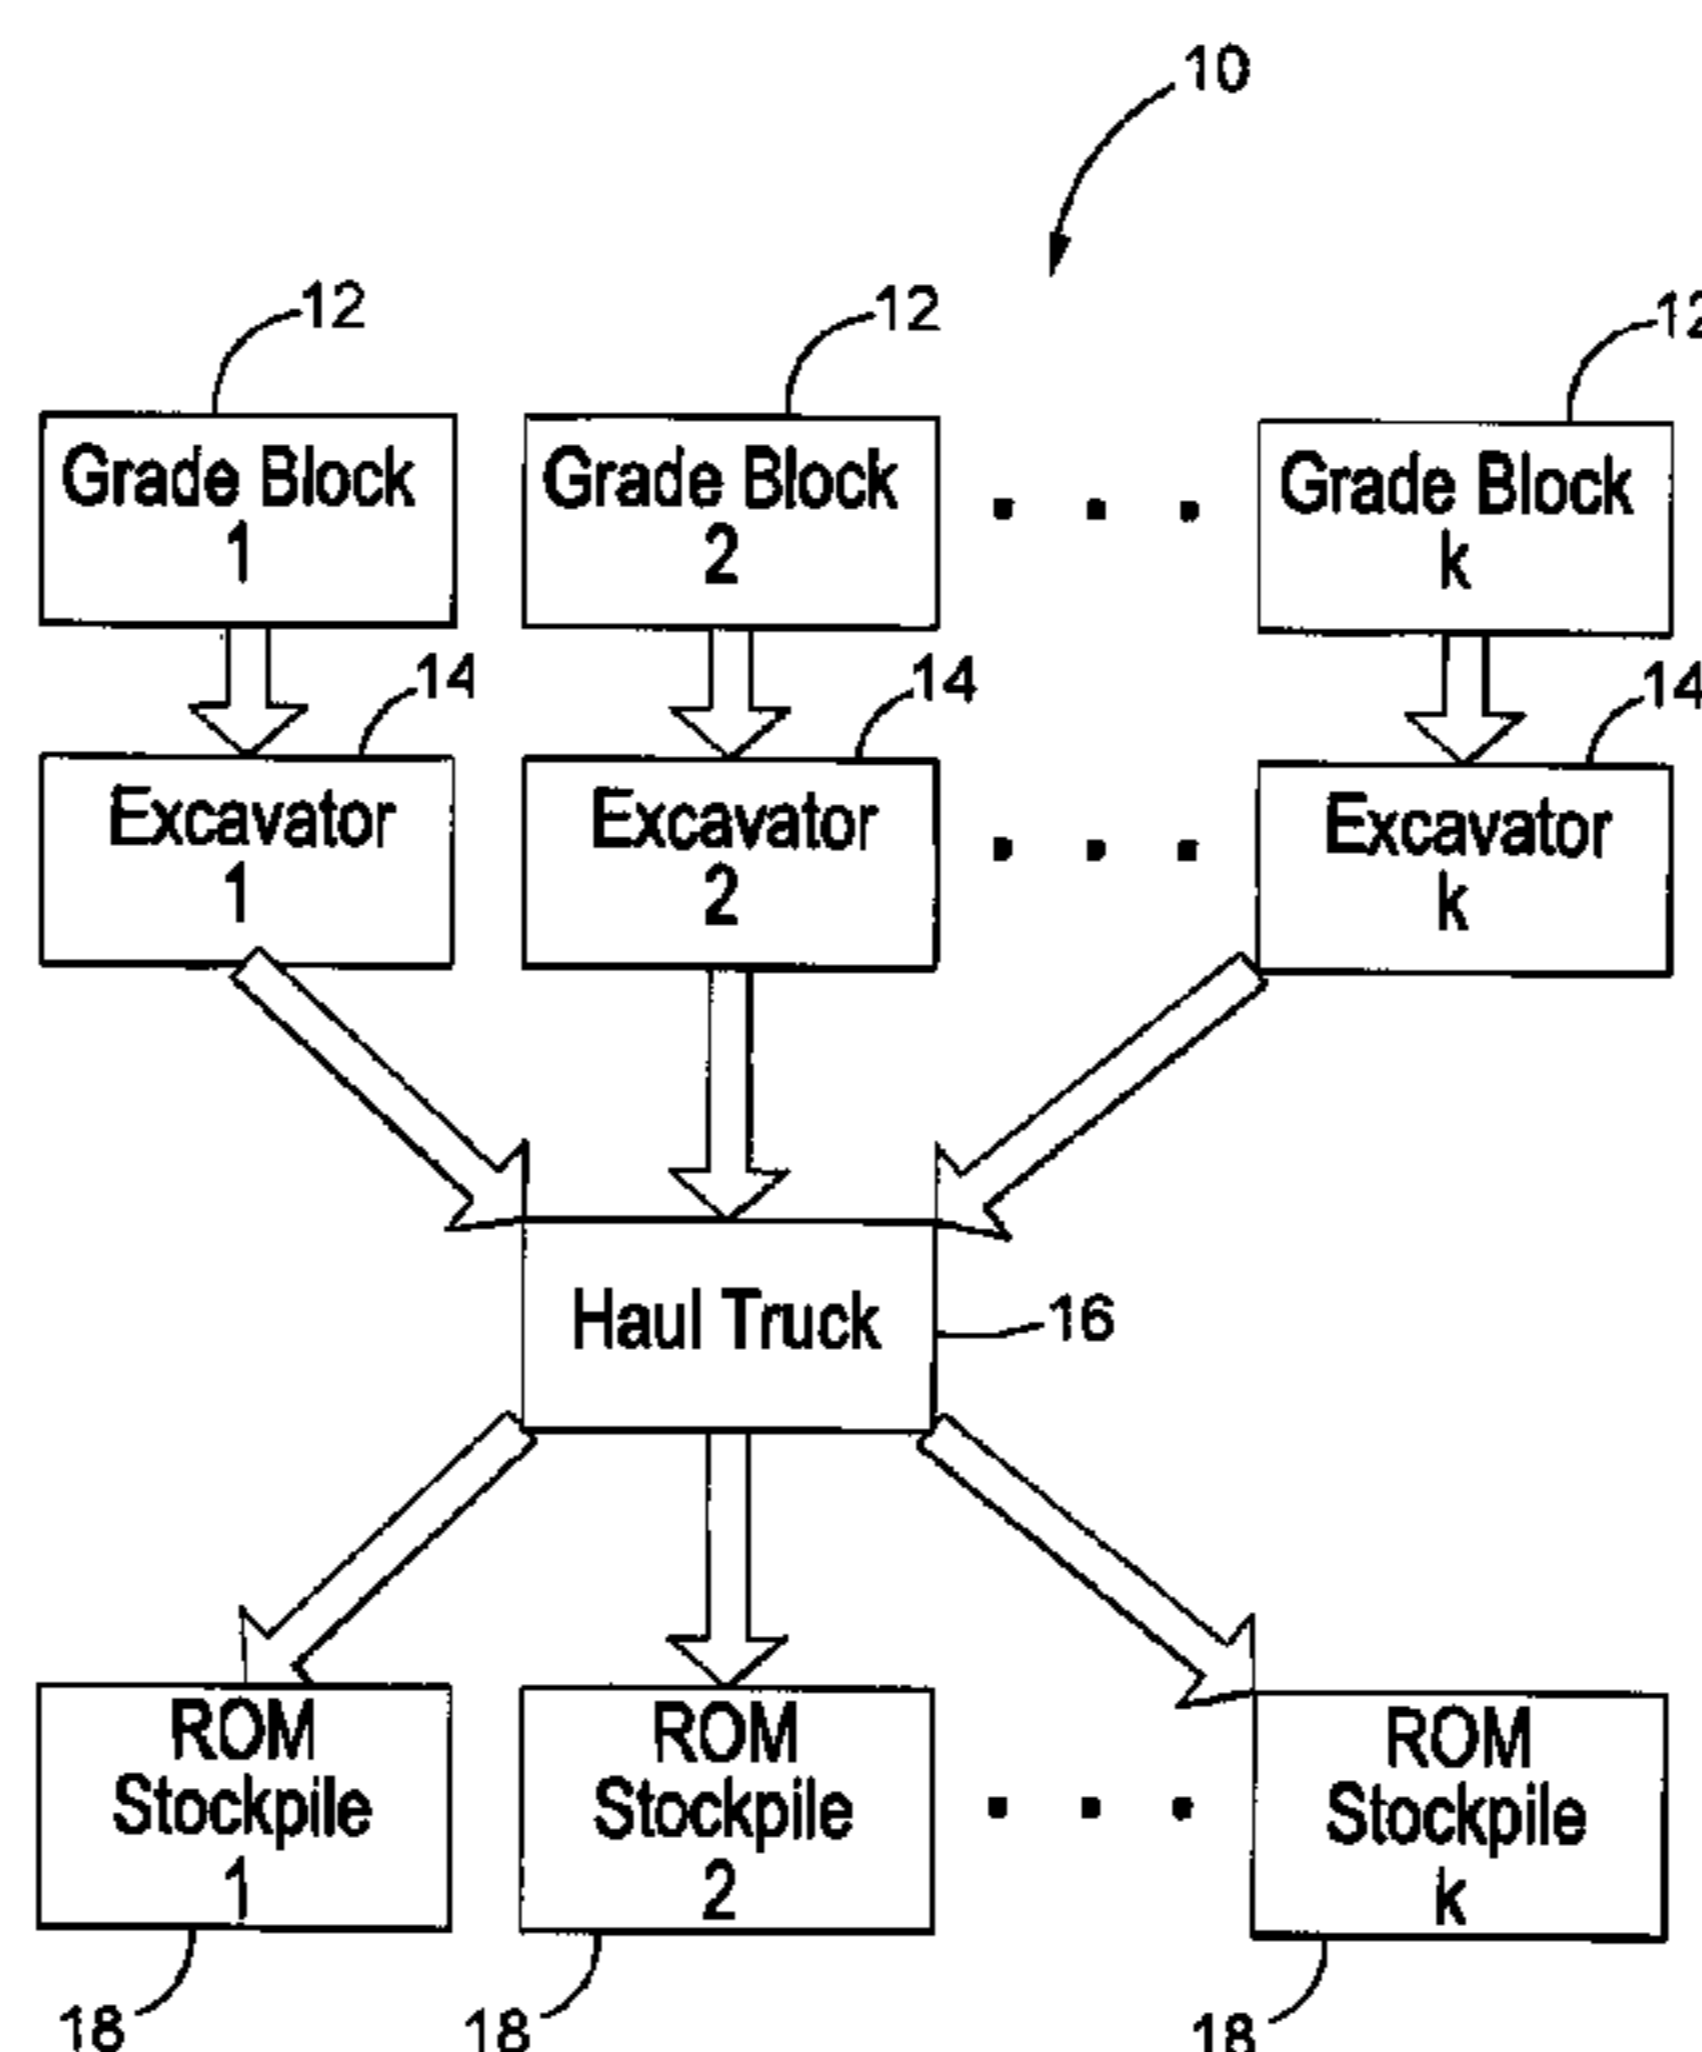 10
12
12
12
Grade Block
1
Grade Block
2
. . .
Grade Block
k
14
14
14
Excavator
1
Excavator
2
. . .
Excavator
k
Haul Truck
16
ROM
Stockpile
1
ROM
Stockpile
2
. . .
ROM
Stockpile
k
18
18
18